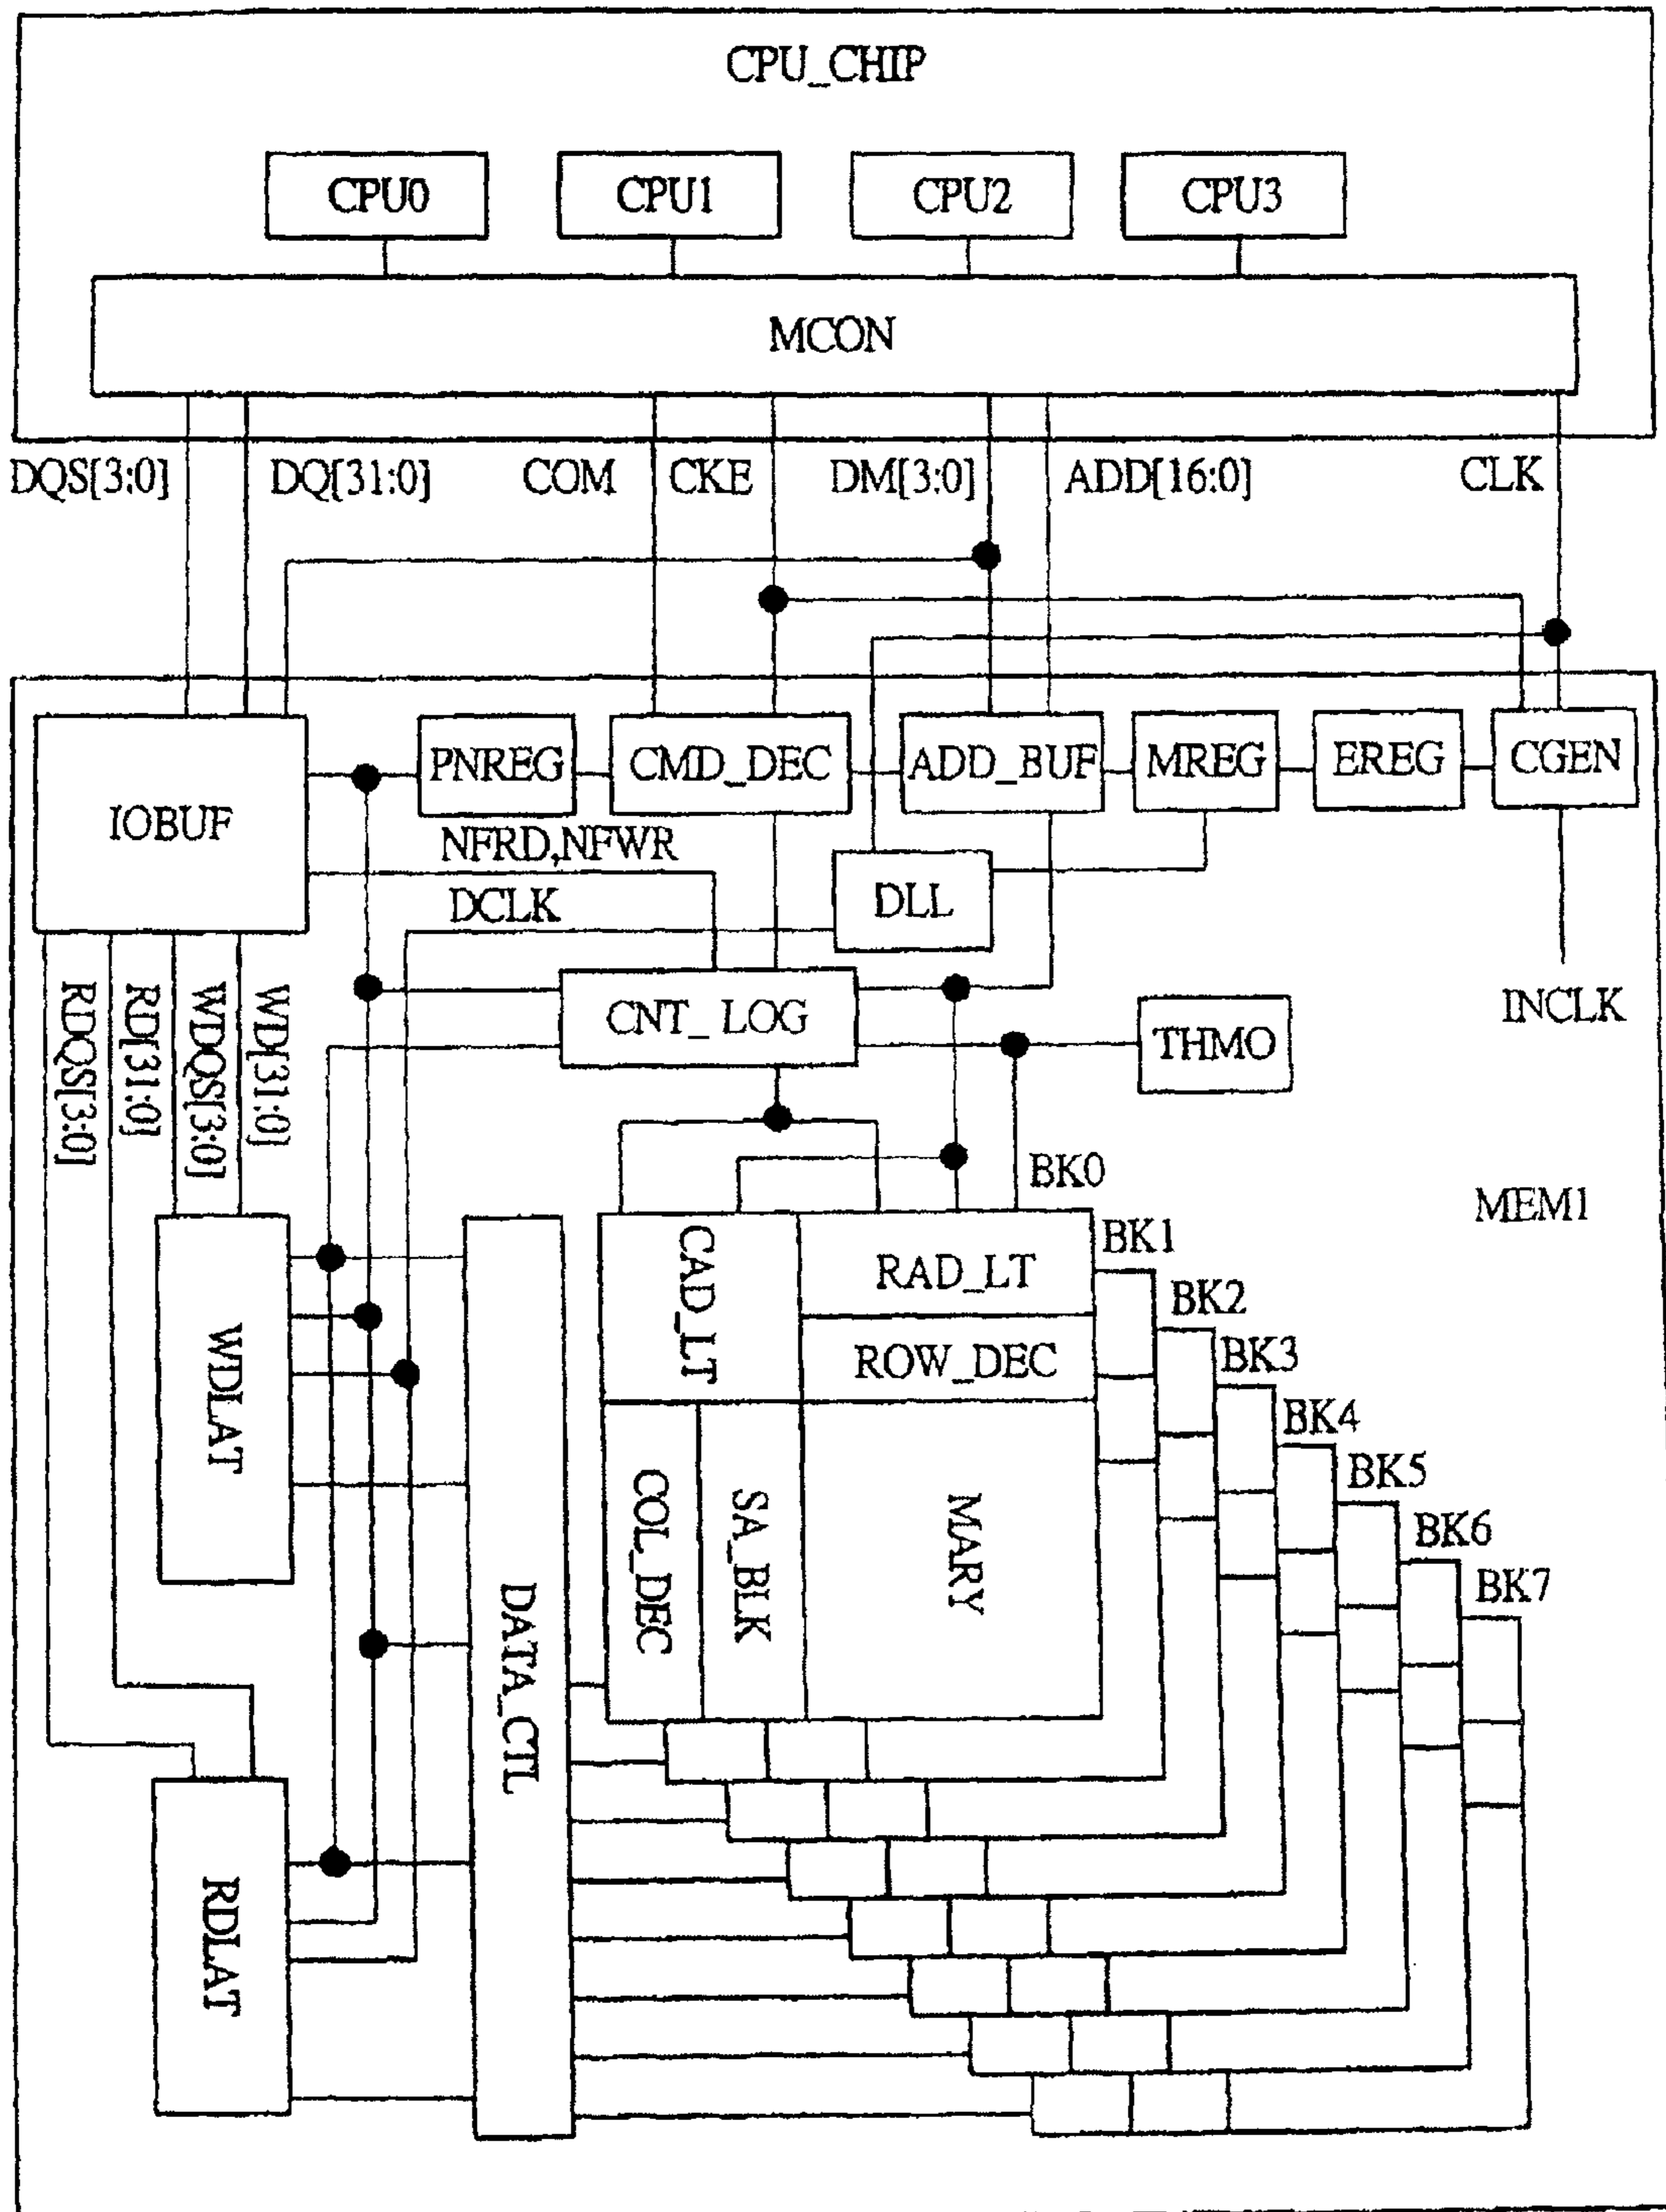 CPU_CHIP
CPU0 CPU1 CPU2 CPU3
MCON
DQS[3:0] DQ[31:0] COM CKE DM[3:0] ADD[16:0] CLK
IOBUF PNREG CMD_DEC ADD_BUF MREG EREG CGEN
NFRD,NFWR
DCLK DLL
RDQS[3:0]
RD[31:0]
WDQS[3:0]
WD[31:0]
CNT_ LOG
THMO
INCLK
MEM1
BK0
BK1
BK2
BK3
BK4
BK5
BK6
BK7
CAD_LT
RAD_LT
ROW_DEC
COL_DEC
SA_BLK
MARY
WDLAT
DATA_CTL
RDLAT